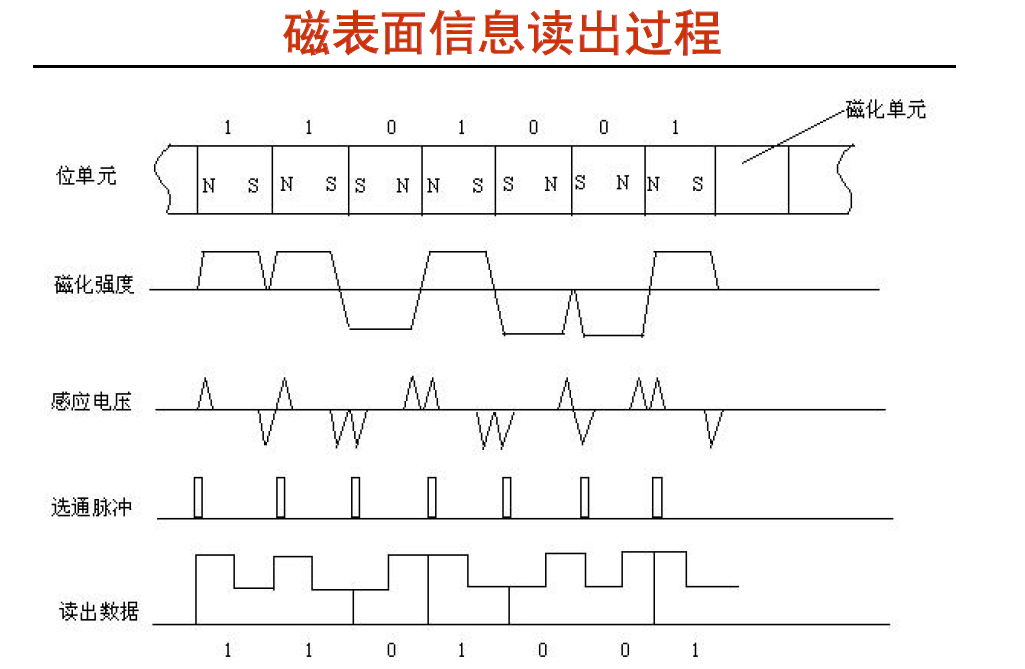 磁表面信息读出过程
磁化单元
1 1 0 1 0 0 1
位单元 N S N S S N N S S N S N N S
磁化强度
感应电压
选通脉冲
读出数据
1 1 0 1 0 0 1